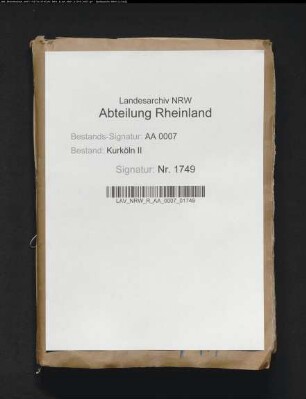 Landesarchiv NRW
Abteilung Rheinland
Bestands-Signatur: AA 0007
Bestand: Kurköln II
Signatur: Nr. 1749
LAV_NRW_R_AA_0007_01749